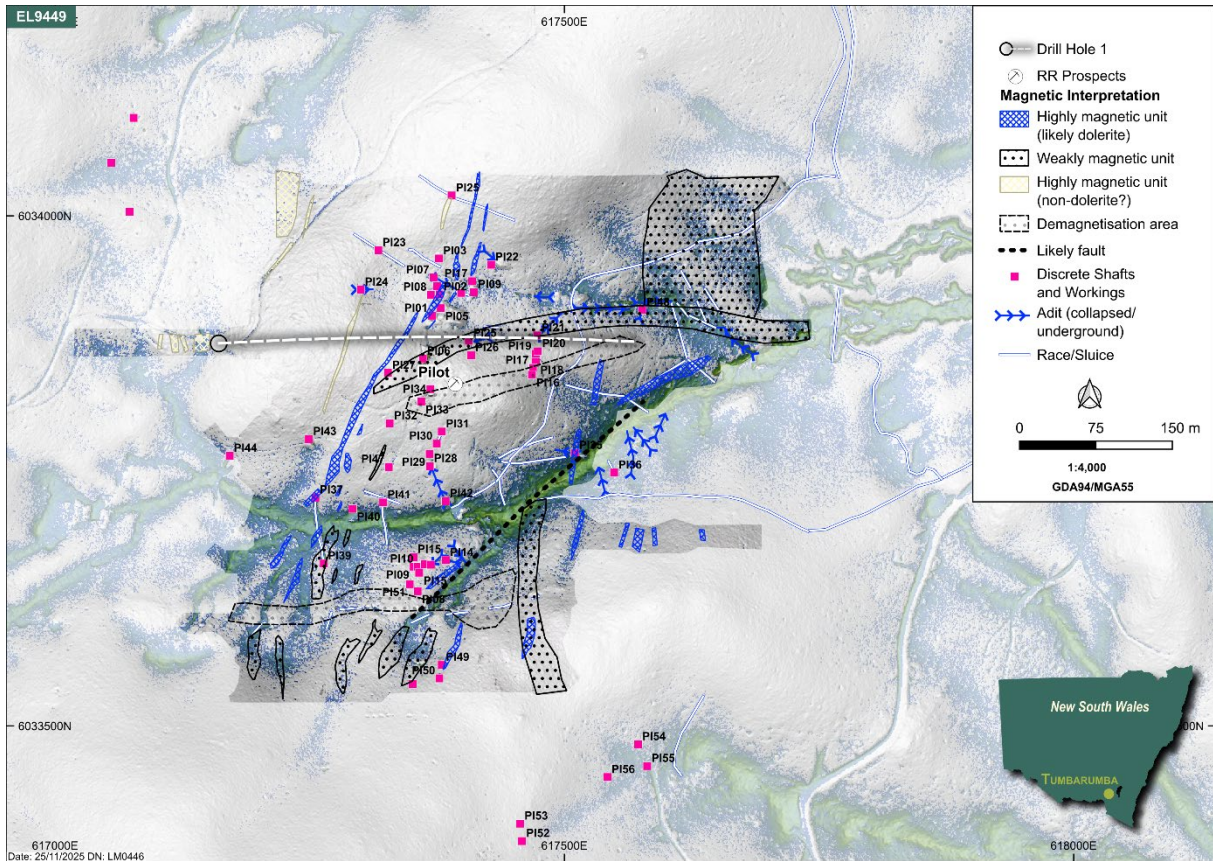 EL9449
617500E
Drill Hole 1
RR Prospects
Magnetic Interpretation
Highly magnetic unit
(likely dolerite)
Weakly magnetic unit
Highly magnetic unit
(non-dolerite?)
Demagnetisation area
Likely fault
Discrete Shafts
and Workings
Adit (collapsed/
underground)
Race/Sluice
0 75 150 m
1:4,000
GDA94/MGA55
6034000N
PI25
PI23
PI03
PI22
PI07
PI17
PI24
PI08
PI02
PI09
PI01
PI05
PI48
PI21
PI25
PI20
PI19
PI06
PI26
PI17
PI27
PI18
Pilot
PI16
PI34
PI33
PI32
PI31
PI43
PI30
PI44
PI35
PI29
PI28
PI36
PI37
PI41
PI42
PI40
PI15
PI14
PI10
PI39
PI09
PI51
PI49
PI50
6033500N
PI54
PI55
PI56
PI53
PI52
New South Wales
TUMBARUMBA
617000E
617500E
618000E
Date: 25/11/2025 DN: LM0446